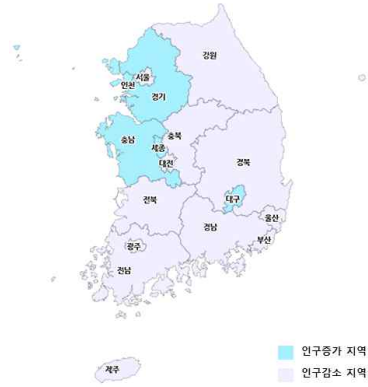 강원
서울
인천
경기
충북
충남
세종
대전
경북
대구
전북
울산
경남
부산
광주
전남
제주
인구증가 지역
인구감소 지역